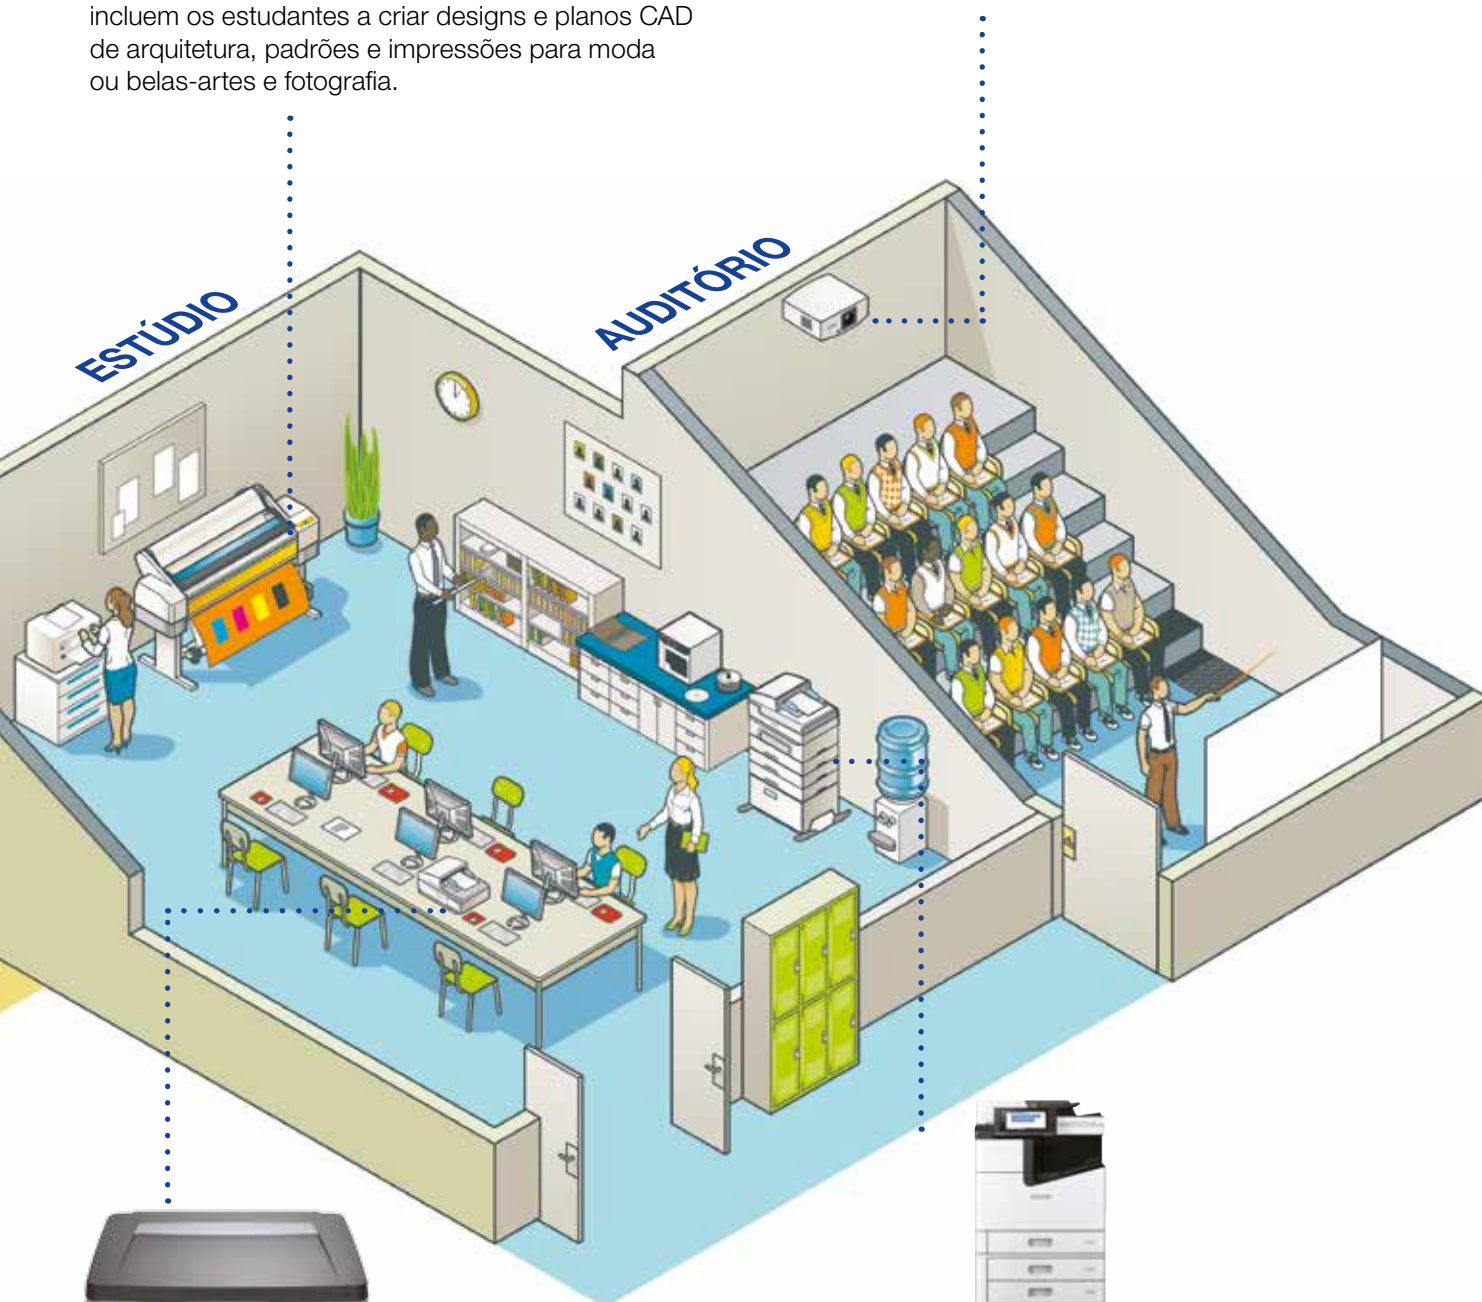 incluem os estudantes a criar designs e planos CAD
de arquitetura, padrões e impressões para moda
ou belas-artes e fotografia.
ESTÚDIO
AUDITÓRIO